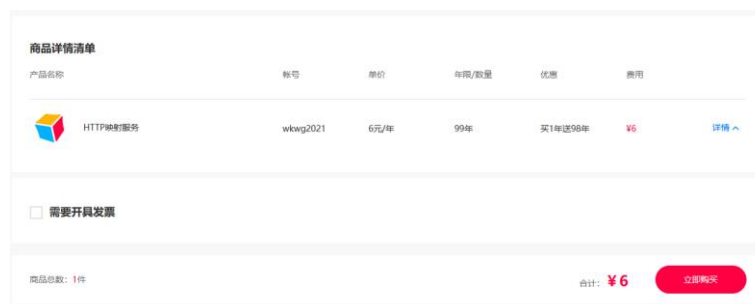 商品详情清单
产品名称 帐号 单价 年限/数量 优惠 费用
HTTP映射服务 wkwg2021 6元/年 99年 买1年送98年 ¥6 详情
需要开具发票
商品总数：1件 合计：¥6 立即购买